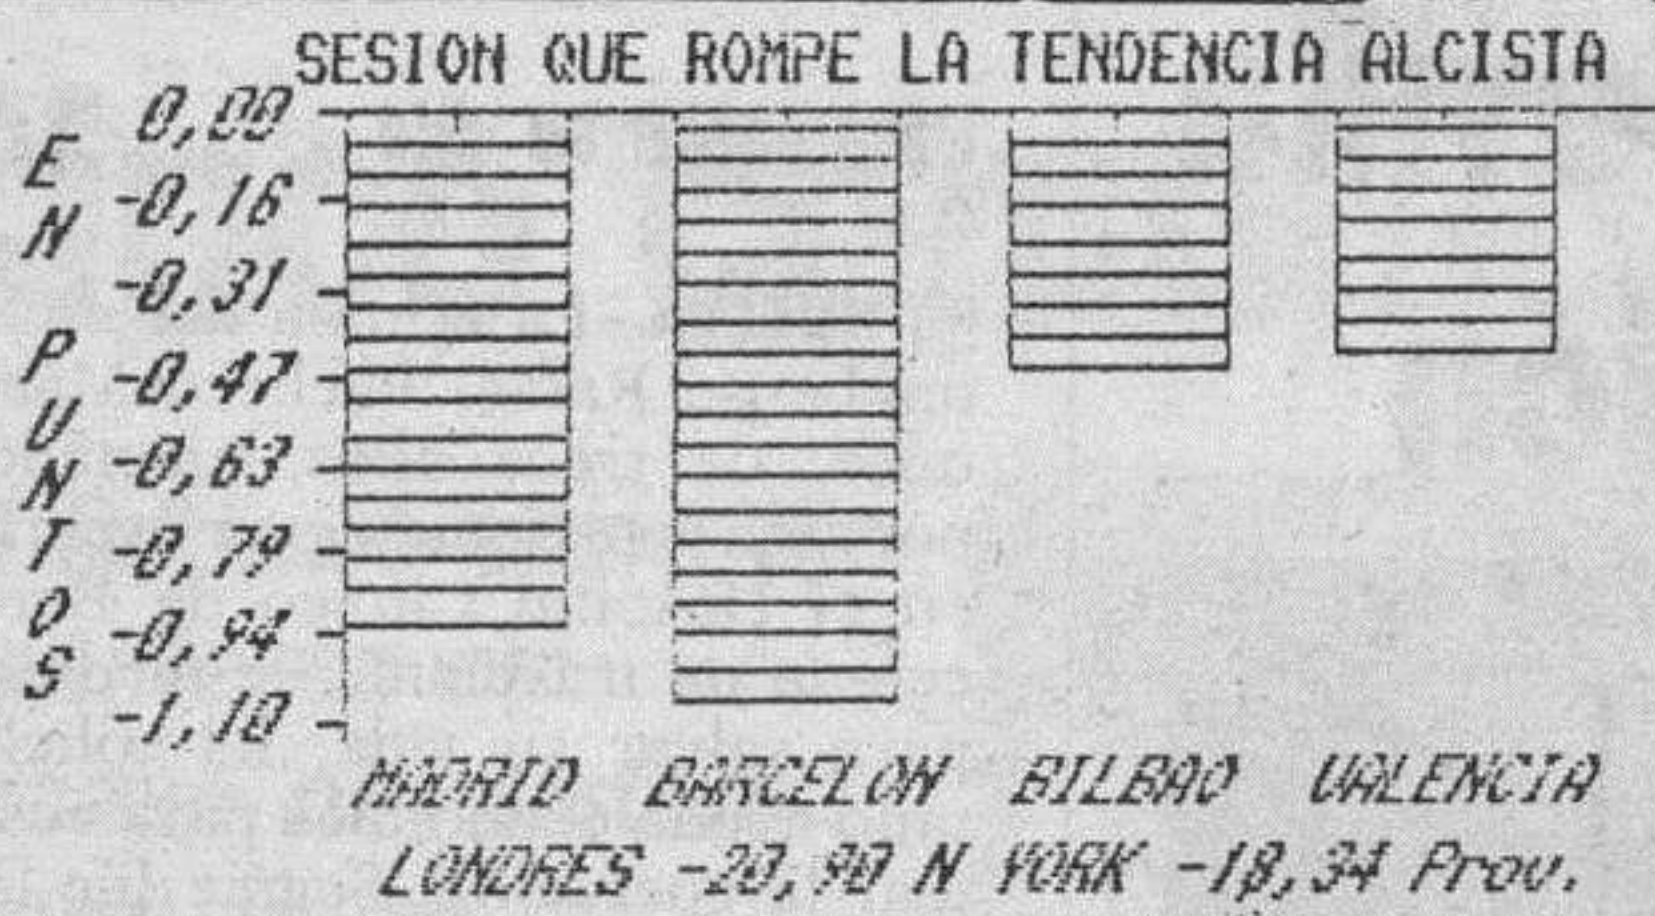 SESION QUE ROMPE LA TENDENCIA ALCISTA
EN PUNTOS
0,00
-0,16
-0,31
-0,47
-0,63
-0,79
-0,94
-1,10
MADRID BARCELON BILBAO VALENCIA
LONDRES -20,90 N YORK -18,34 Prov.